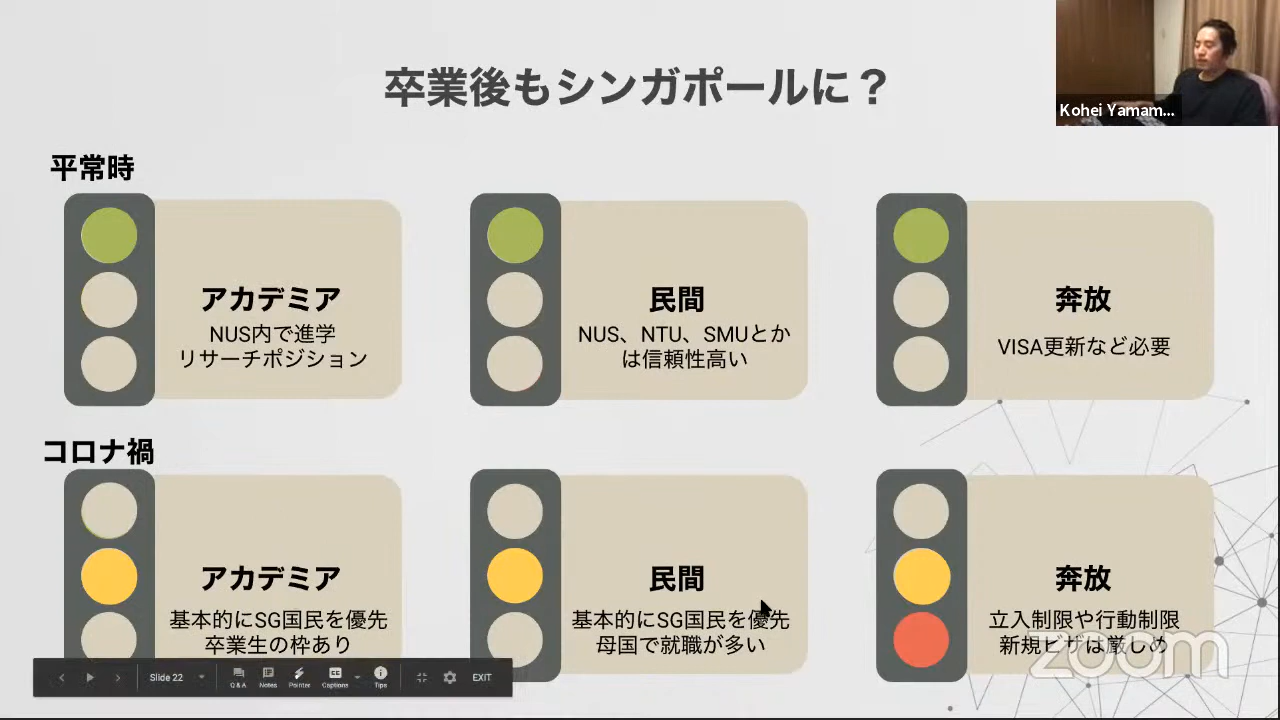 卒業後もシンガポールに？
Kohei Yamam...
平常時
アカデミア
NUS内で進学
リサーチポジション
民間
NUS、NTU、SMUとか
は信頼性高い
奔放
VISA更新など必要
コロナ禍
アカデミア
基本的にSG国民を優先
卒業生の枠あり
民間
基本的にSG国民を優先
母国で就職が多い
奔放
立入制限や行動制限
新規ビザは厳しめ
zoom
Slide 22
Q&A
Notes
Pointer
Captions
Tips
EXIT